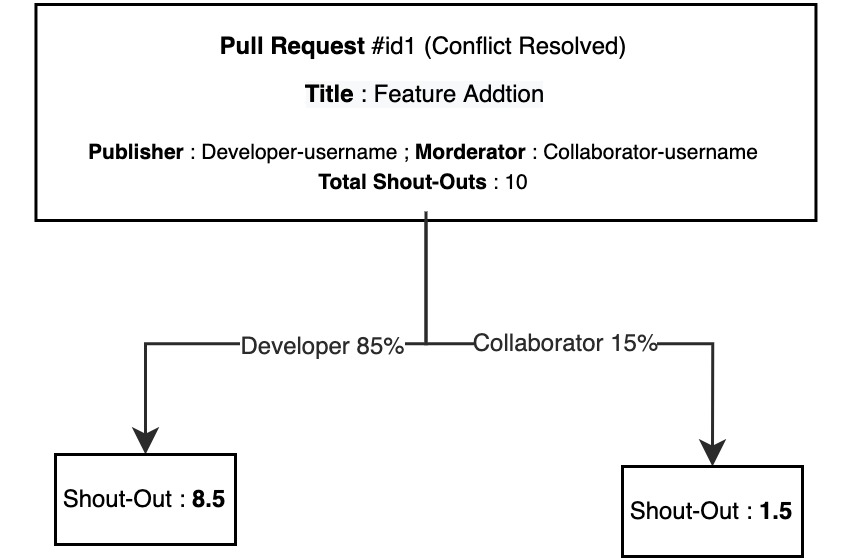 Pull Request #id1 (Conflict Resolved)
Title : Feature Addtion
Publisher : Developer-username ; Morderator : Collaborator-username
Total Shout-Outs : 10
Developer 85%
Collaborator 15%
Shout-Out : 8.5
Shout-Out : 1.5